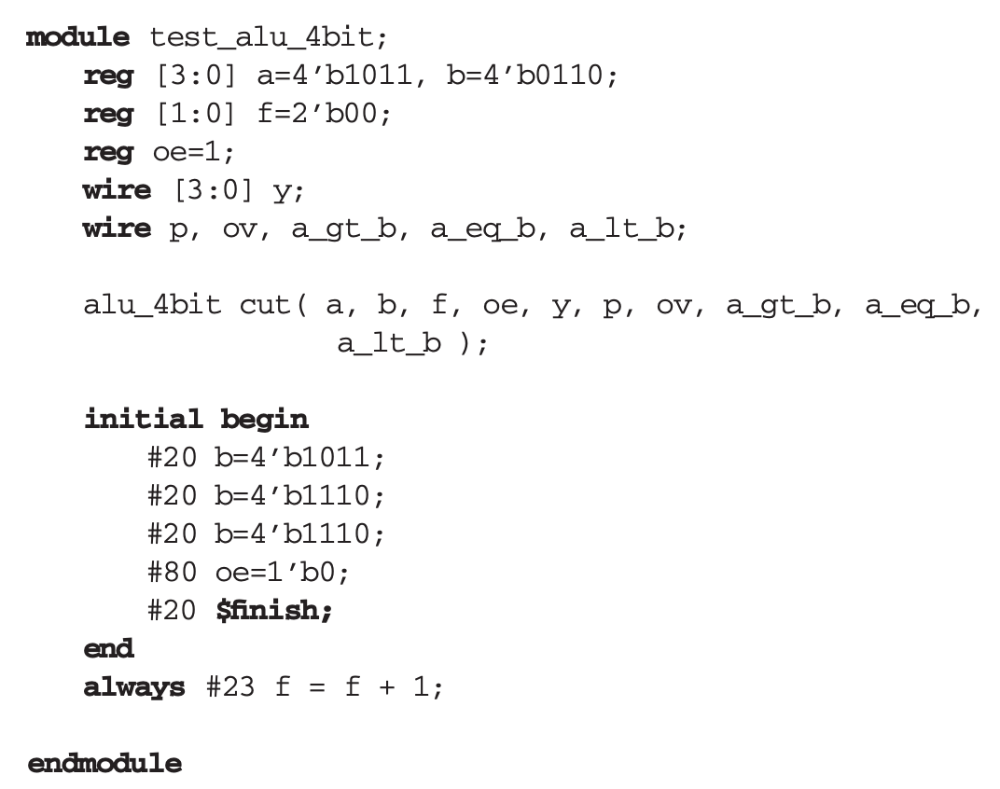 module test_alu_4bit;
reg [3:0] a=4’b1011, b=4’b0110;
reg [1:0] f=2’b00;
reg oe=1;
wire [3:0] y;
wire p, ov, a_gt_b, a_eq_b, a_lt_b;
alu_4bit cut( a, b, f, oe, y, p, ov, a_gt_b, a_eq_b,
a_lt_b );
initial begin
#20 b=4’b1011;
#20 b=4’b1110;
#20 b=4’b1110;
#80 oe=1’b0;
#20 $finish;
end
always #23 f = f + 1;
endmodule